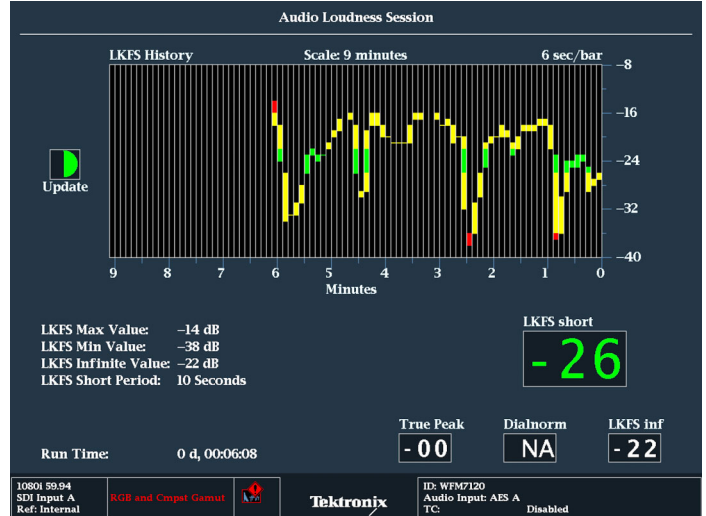 Audio Loudness Session
LKFS History Scale: 9 minutes 6 sec/bar
−8
−16
−24
−32
−40
Update
9 8 7 6 5 4 3 2 1 0
Minutes
LKFS Max Value: −14 dB
LKFS Min Value: −38 dB
LKFS Infinite Value: −22 dB
LKFS Short Period: 10 Seconds
LKFS short
-26
True Peak Dialnorm LKFS inf
-00 NA -22
Run Time: 0 d, 00:06:08
1080i 59.94
SDI Input A
Ref: Internal
RGB and Cmpst Gamut
Tektronix
ID: WFM7120
Audio Input: AES A
TC: Disabled